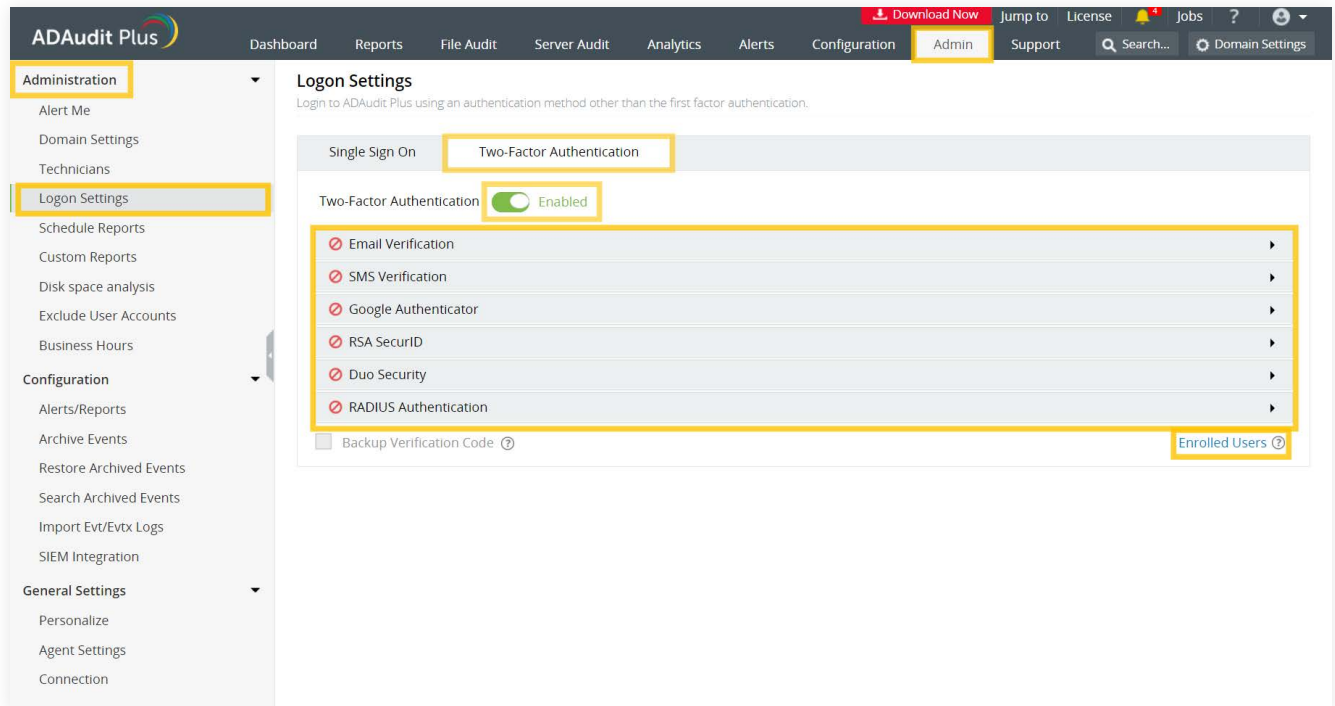 Download Now Jump to License 4 Jobs ?
ADAudit Plus
Dashboard Reports File Audit Server Audit Analytics Alerts Configuration Admin Support Search... Domain Settings
Administration
Alert Me
Domain Settings
Technicians
Logon Settings
Schedule Reports
Custom Reports
Disk space analysis
Exclude User Accounts
Business Hours
Configuration
Alerts/Reports
Archive Events
Restore Archived Events
Search Archived Events
Import Evt/Evtx Logs
SIEM Integration
General Settings
Personalize
Agent Settings
Connection
Logon Settings
Login to ADAudit Plus using an authentication method other than the first factor authentication.
Single Sign On Two-Factor Authentication
Two-Factor Authentication Enabled
Email Verification
SMS Verification
Google Authenticator
RSA SecurID
Duo Security
RADIUS Authentication
Backup Verification Code ? Enrolled Users ?